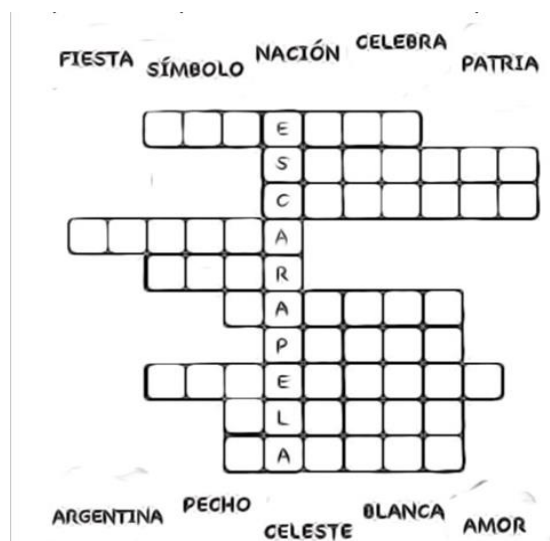 FIESTA SÍMBOLO NACIÓN CELEBRA PATRIA
E
S
C
A
R
A
P
E
L
A
ARGENTINA PECHO CELESTE BLANCA AMOR